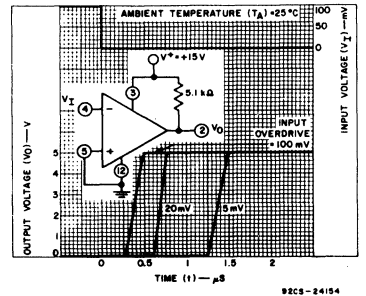 AMBIENT TEMPERATURE (TA)=25°C
100
50
0
INPUT VOLTAGE (VI)—mV
V+=+15V
3
5.1 kΩ
VI
4
−
2
VO
5
+
12
INPUT
OVERDRIVE
=100 mV
20mV
5mV
OUTPUT VOLTAGE (VO)—V
5
4
3
2
1
0
0
0.5
1
1.5
2
TIME (t)—μS
92CS-24154